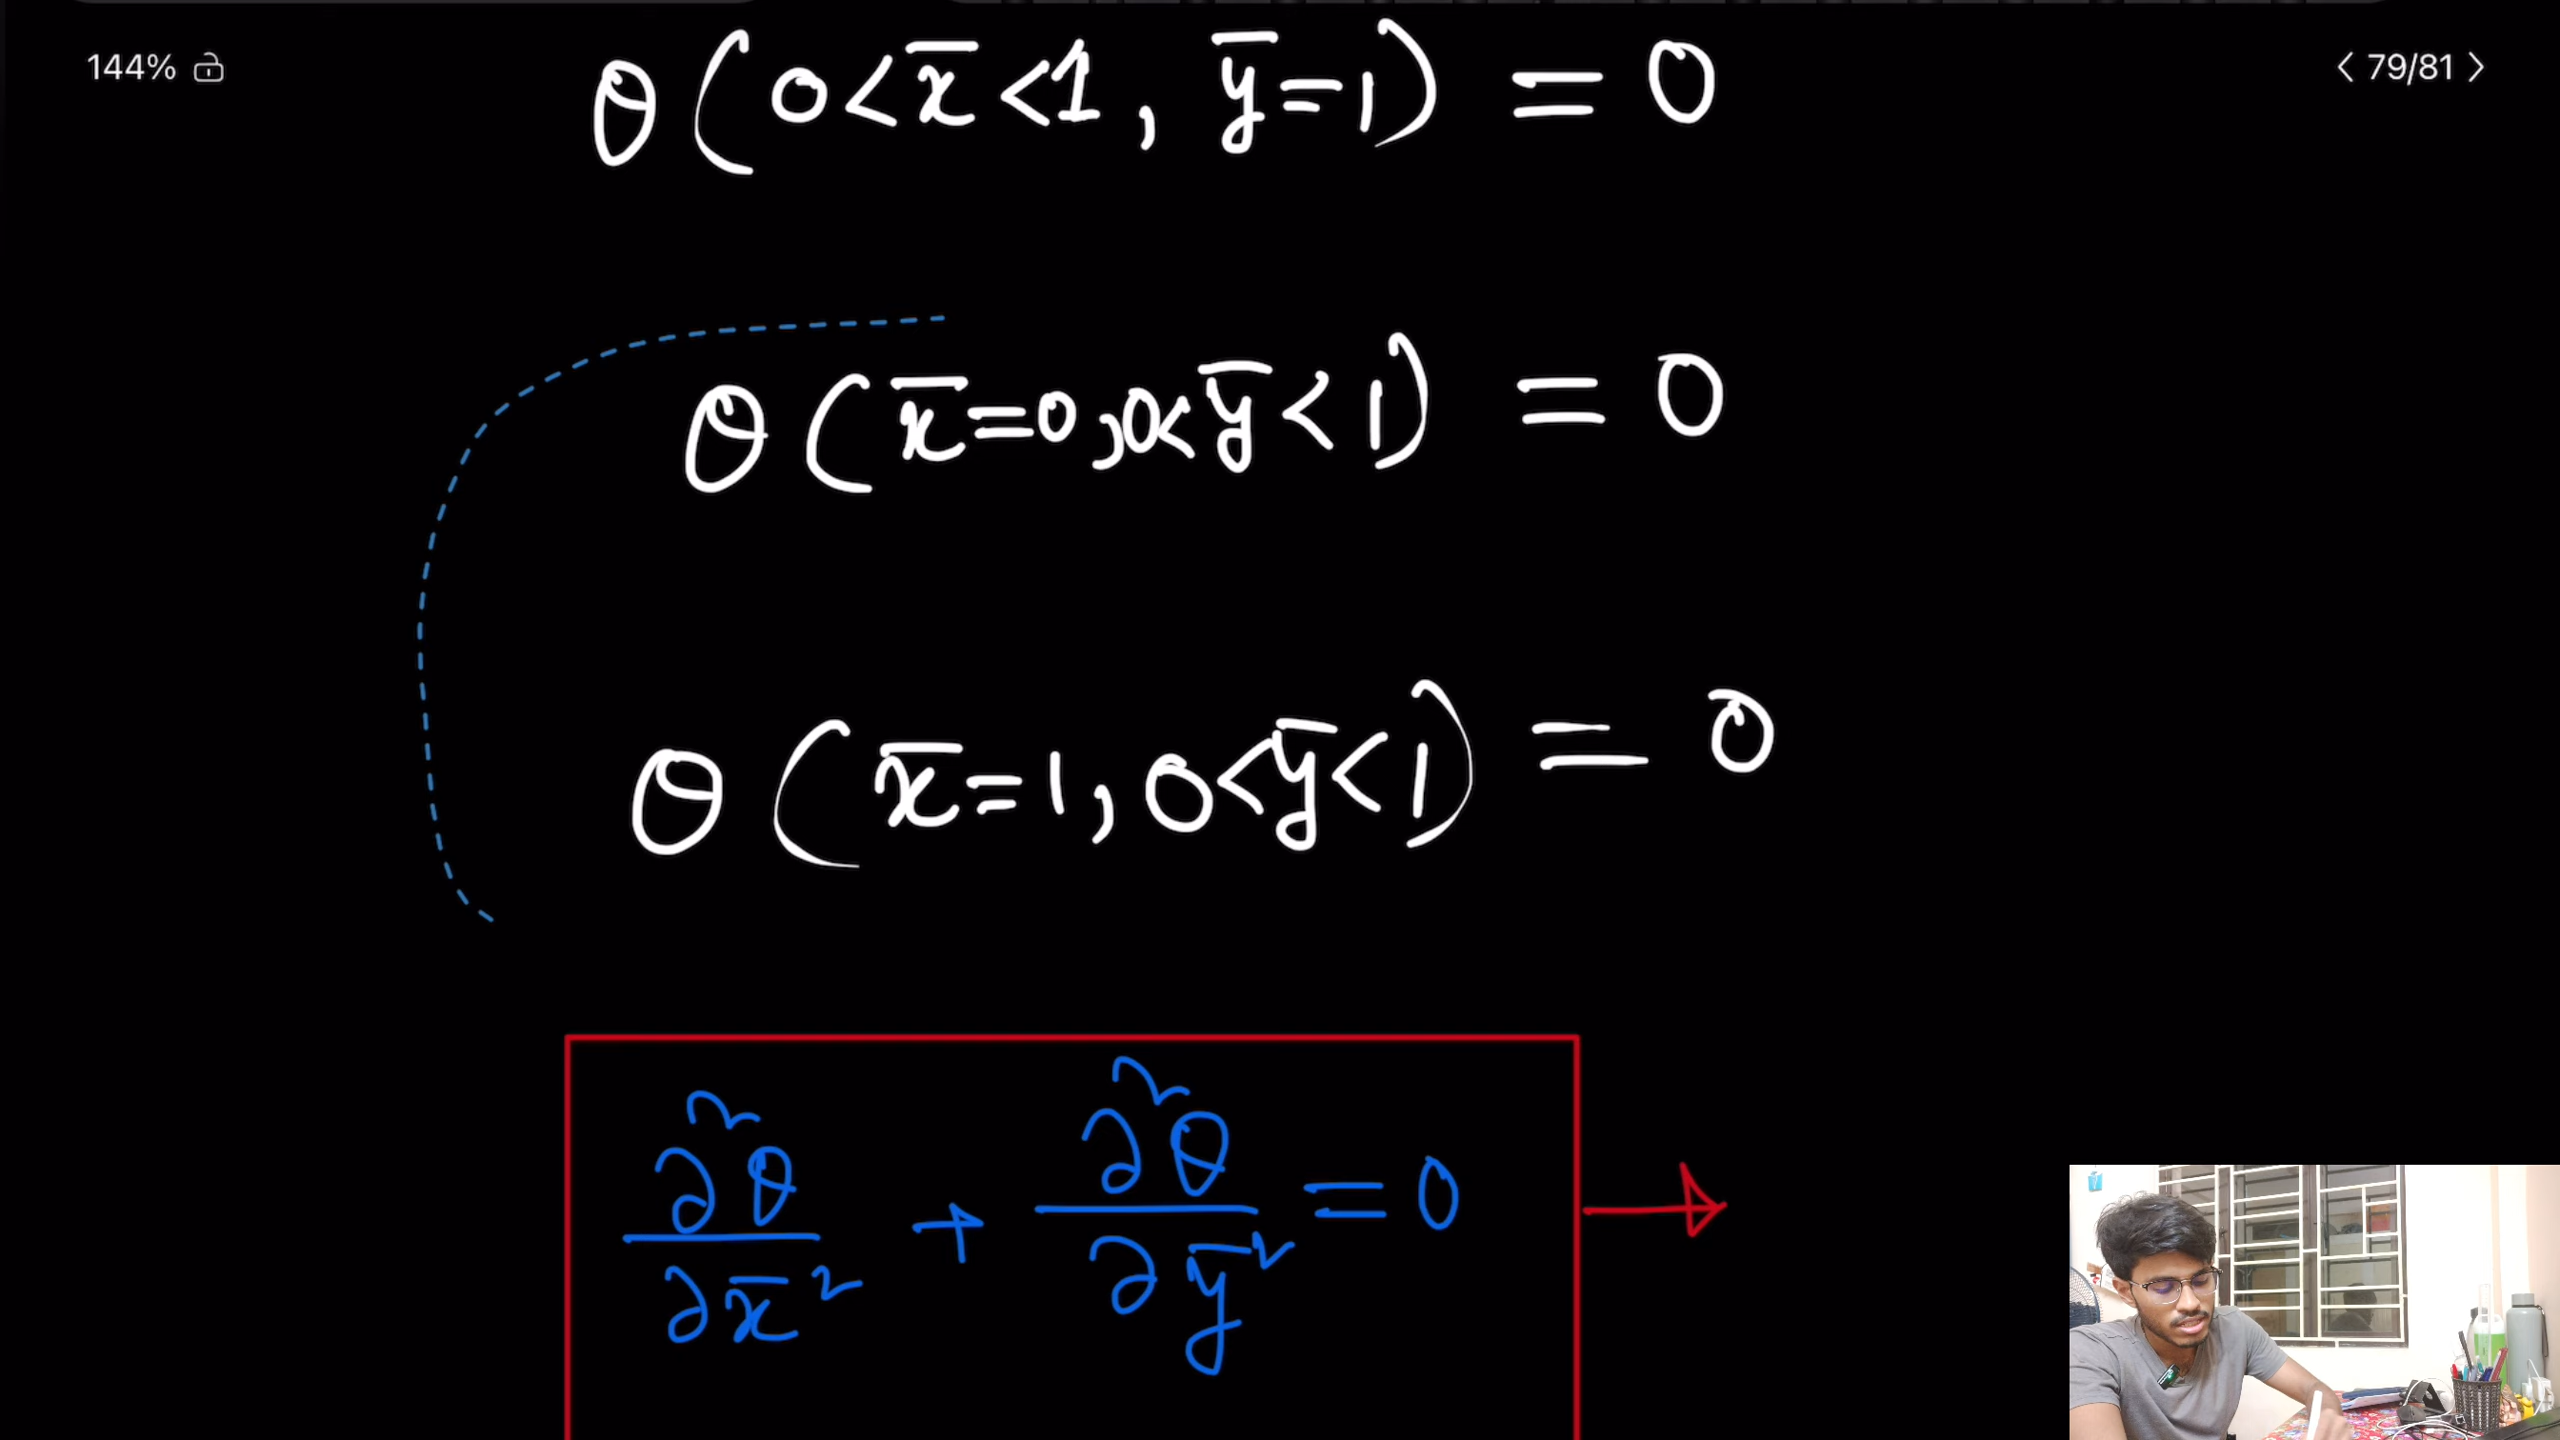 144%
< 79/81 >
θ(0<x̅<1, y̅=1) = 0
θ(x̅=0, 0<y̅<1) = 0
θ(x̅=1, 0<y̅<1) = 0
∂²θ/∂x̅² + ∂²θ/∂y̅² = 0 →